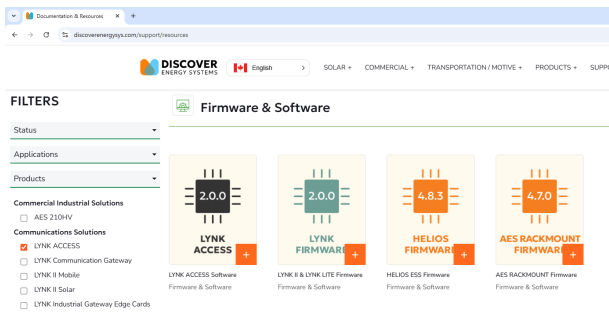 Documentation & Resources
discoverenergysys.com/support/resources
DISCOVER
ENERGY SYSTEMS
English
SOLAR +
COMMERCIAL +
TRANSPORTATION / MOTIVE +
PRODUCTS +
SUPPO
FILTERS
Status
Applications
Products
Commercial Industrial Solutions
AES 210HV
Communications Solutions
LYNK ACCESS
LYNK Communication Gateway
LYNK II Mobile
LYNK II Solar
LYNK Industrial Gateway Edge Cards
Firmware & Software
2.0.0
LYNK
ACCESS
+
LYNK ACCESS Software
Firmware & Software
2.0.0
LYNK
FIRMWARE
+
LYNK II & LYNK LITE Firmware
Firmware & Software
4.8.3
HELIOS
FIRMWARE
+
HELIOS ESS Firmware
Firmware & Software
4.7.0
AES RACKMOUNT
FIRMWARE
+
AES RACKMOUNT Firmware
Firmware & Software